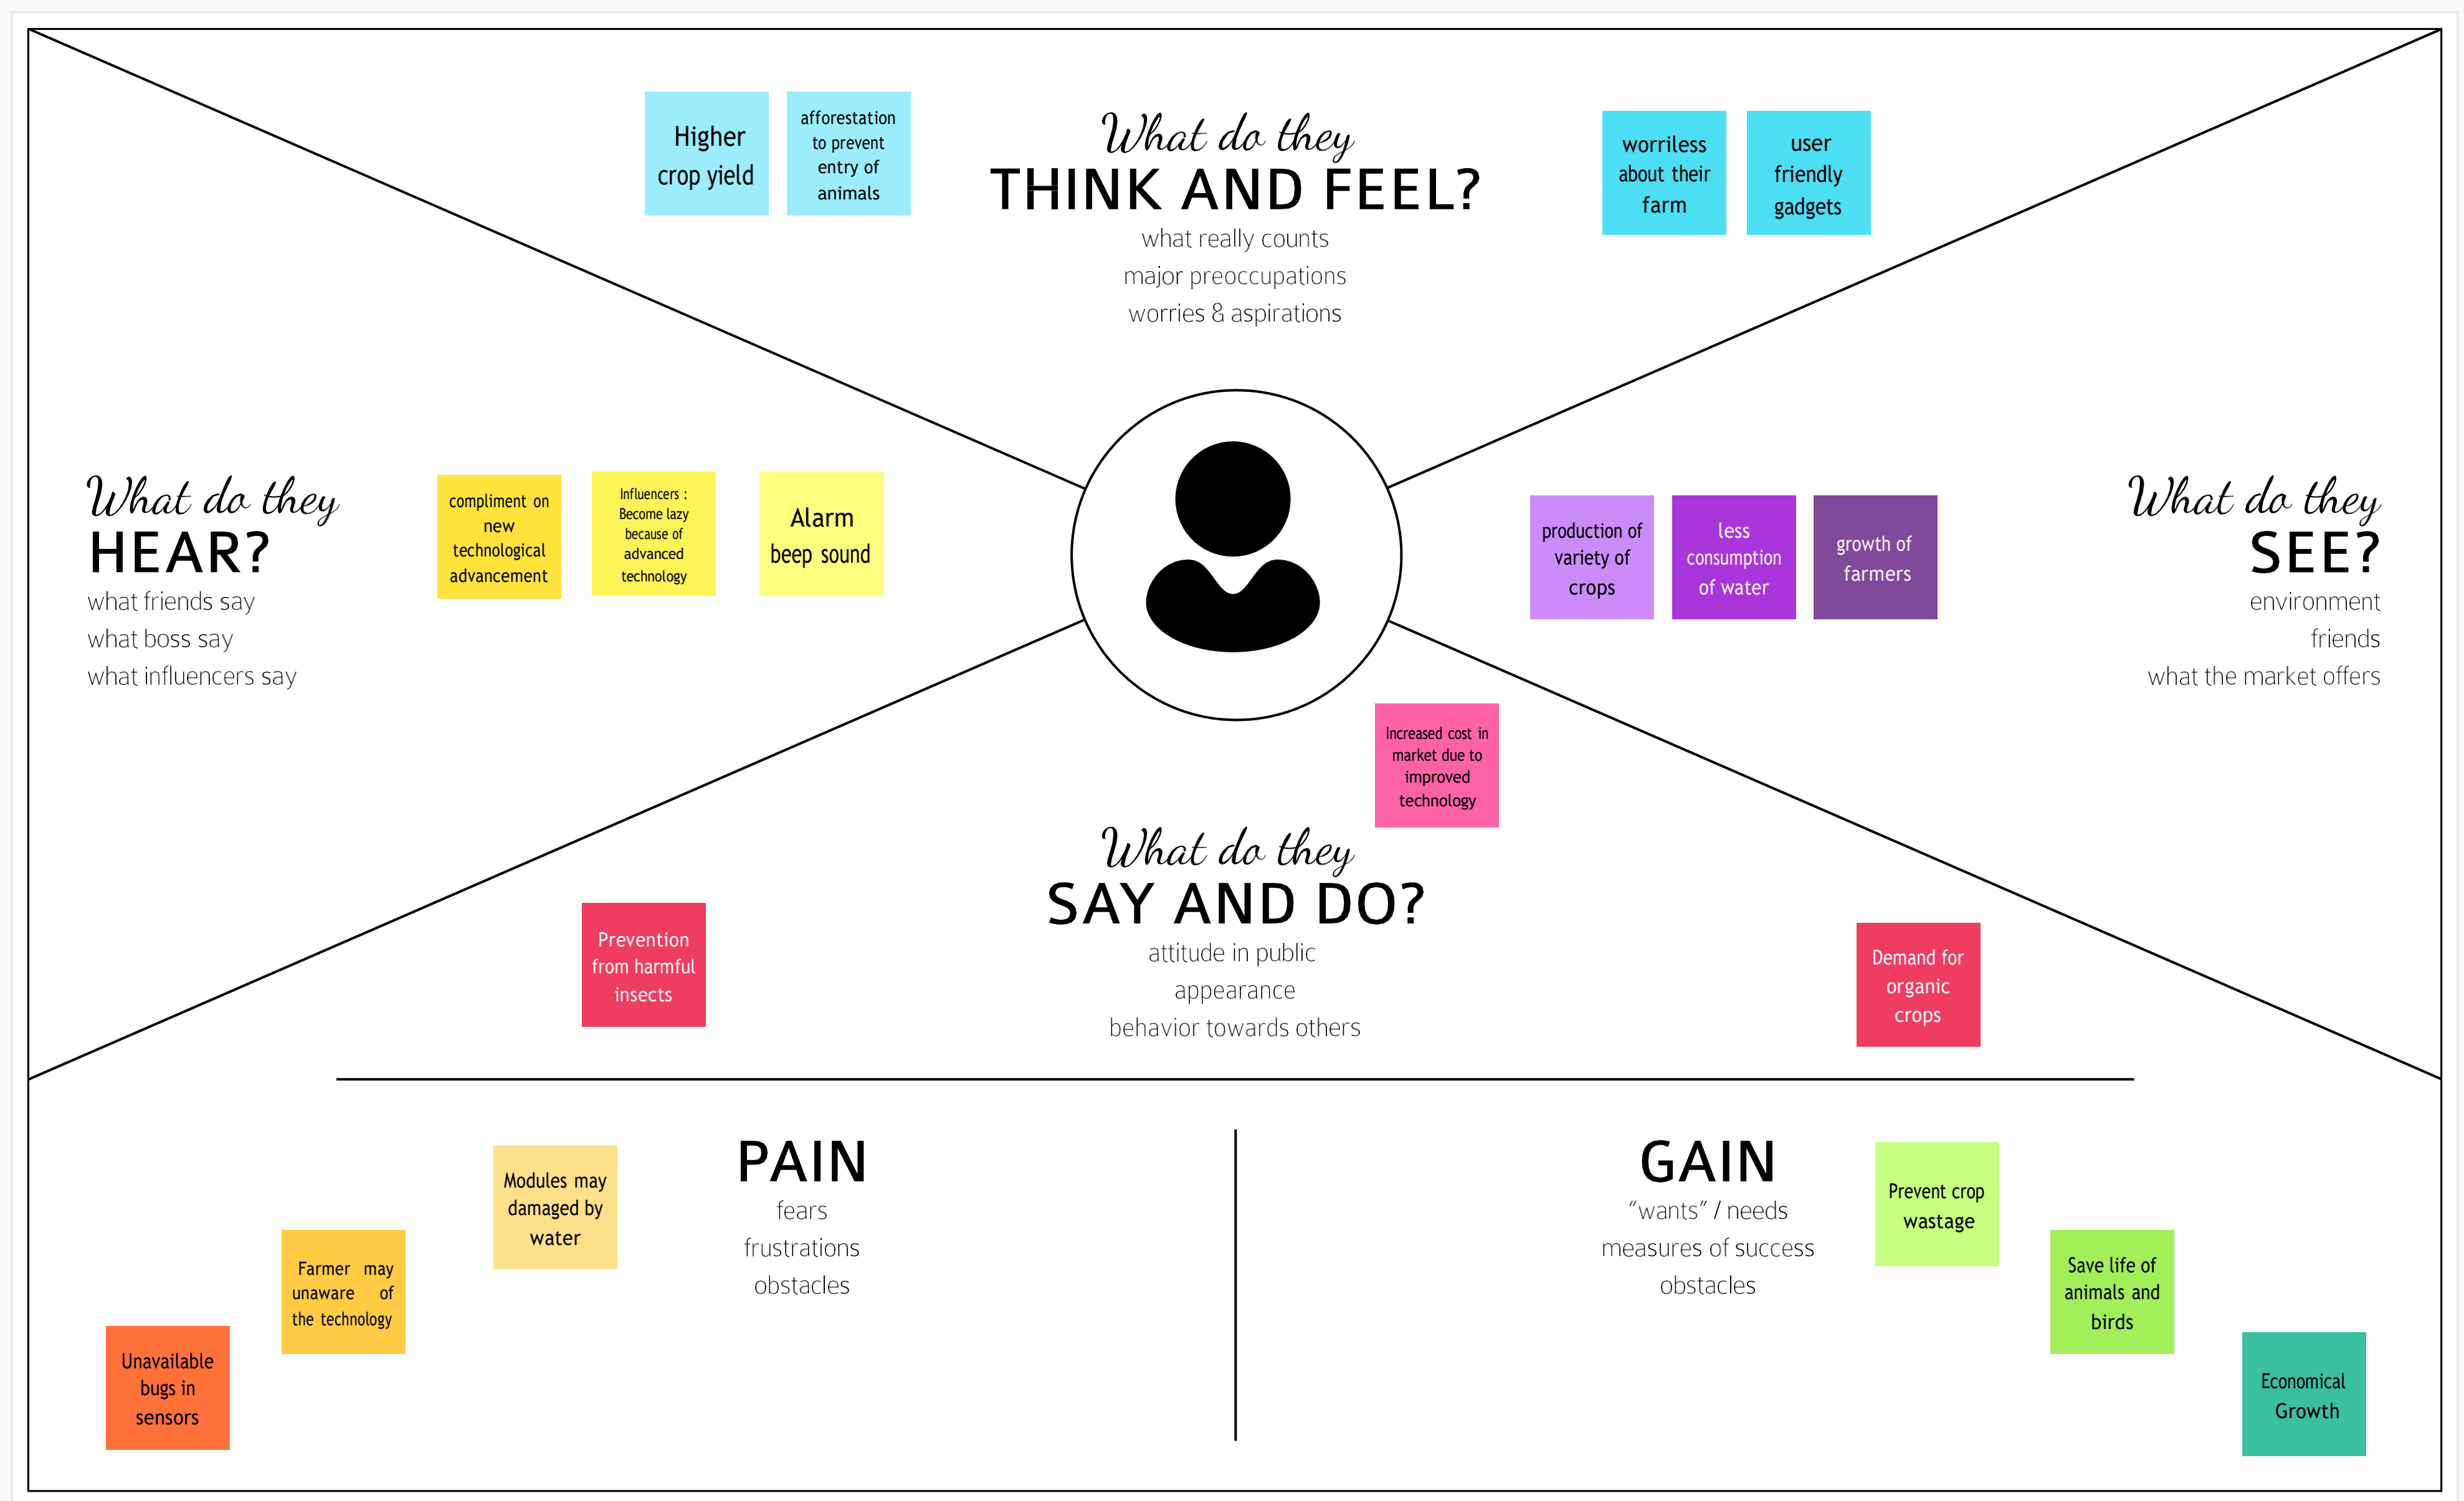 Higher
crop yield
afforestation
to prevent
entry of
animals
What do they
THINK AND FEEL?
what really counts
major preoccupations
worries & aspirations
worriless
about their
farm
user
friendly
gadgets
What do they
HEAR?
what friends say
what boss say
what influencers say
compliment on
new
technological
advancement
Influencers :
Become lazy
because of
advanced
technology
Alarm
beep sound
production of
variety of
crops
less
consumption
of water
growth of
farmers
What do they
SEE?
environment
friends
what the market offers
Increased cost in
market due to
improved
technology
What do they
SAY AND DO?
attitude in public
appearance
behavior towards others
Prevention
from harmful
insects
Demand for
organic
crops
PAIN
fears
frustrations
obstacles
Modules may
damaged by
water
Farmer may
unaware of
the technology
Unavailable
bugs in
sensors
GAIN
“wants” / needs
measures of success
obstacles
Prevent crop
wastage
Save life of
animals and
birds
Economical
Growth